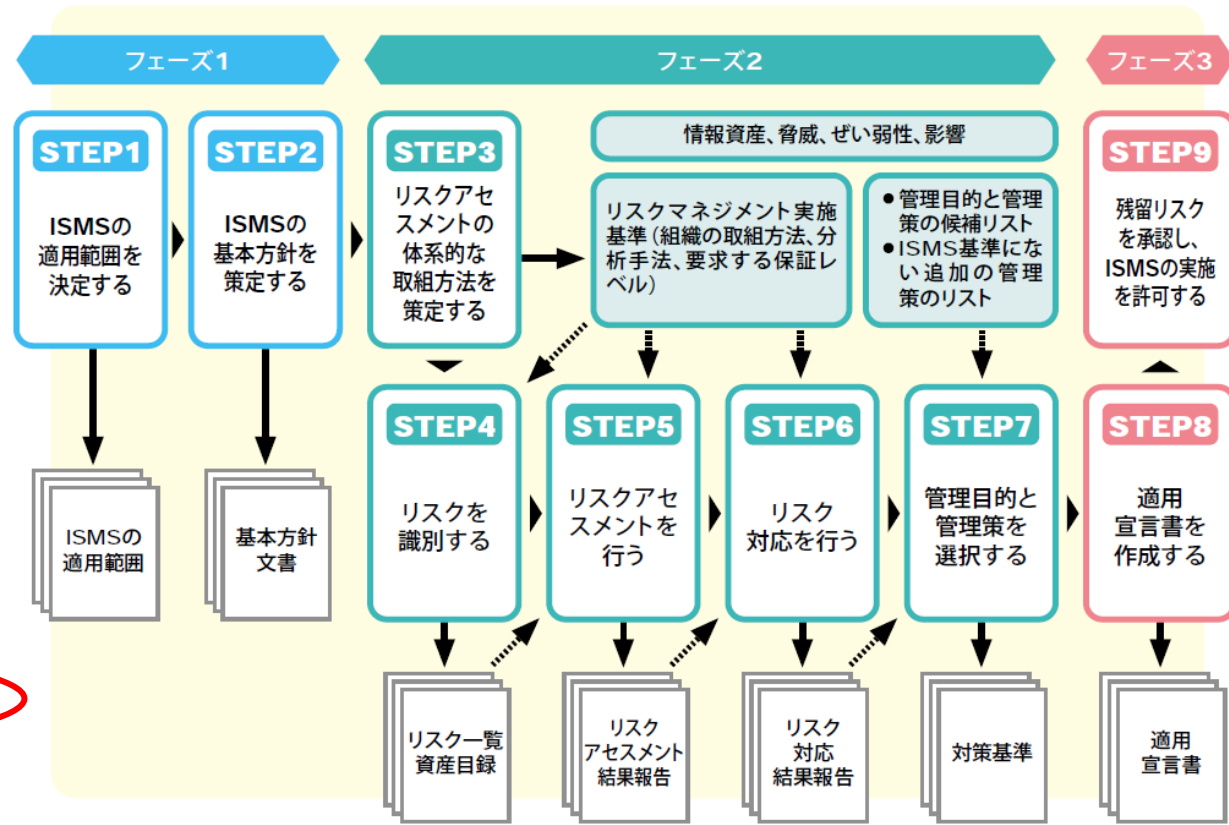 フェーズ1
フェーズ2
フェーズ3
STEP1
ISMSの
適用範囲を
決定する
STEP2
ISMSの
基本方針を
策定する
STEP3
リスクアセ
スメントの
体系的な
取組方法を
策定する
情報資産、脅威、ぜい弱性、影響
リスクマネジメント実施
基準(組織の取組方法、分
析手法、要求する保証レ
ベル)
●管理目的と管理
策の候補リスト
●ISMS基準にな
い追加の管理
策のリスト
STEP9
残留リスク
を承認し、
ISMSの実施
を許可する
STEP4
リスクを
識別する
STEP5
リスクアセ
スメントを
行う
STEP6
リスク
対応を行う
STEP7
管理目的と
管理策を
選択する
STEP8
適用
宣言書を
作成する
ISMSの
適用範囲
基本方針
文書
リスク一覧
資産目録
リスク
アセスメント
結果報告
リスク
対応
結果報告
対策基準
適用
宣言書